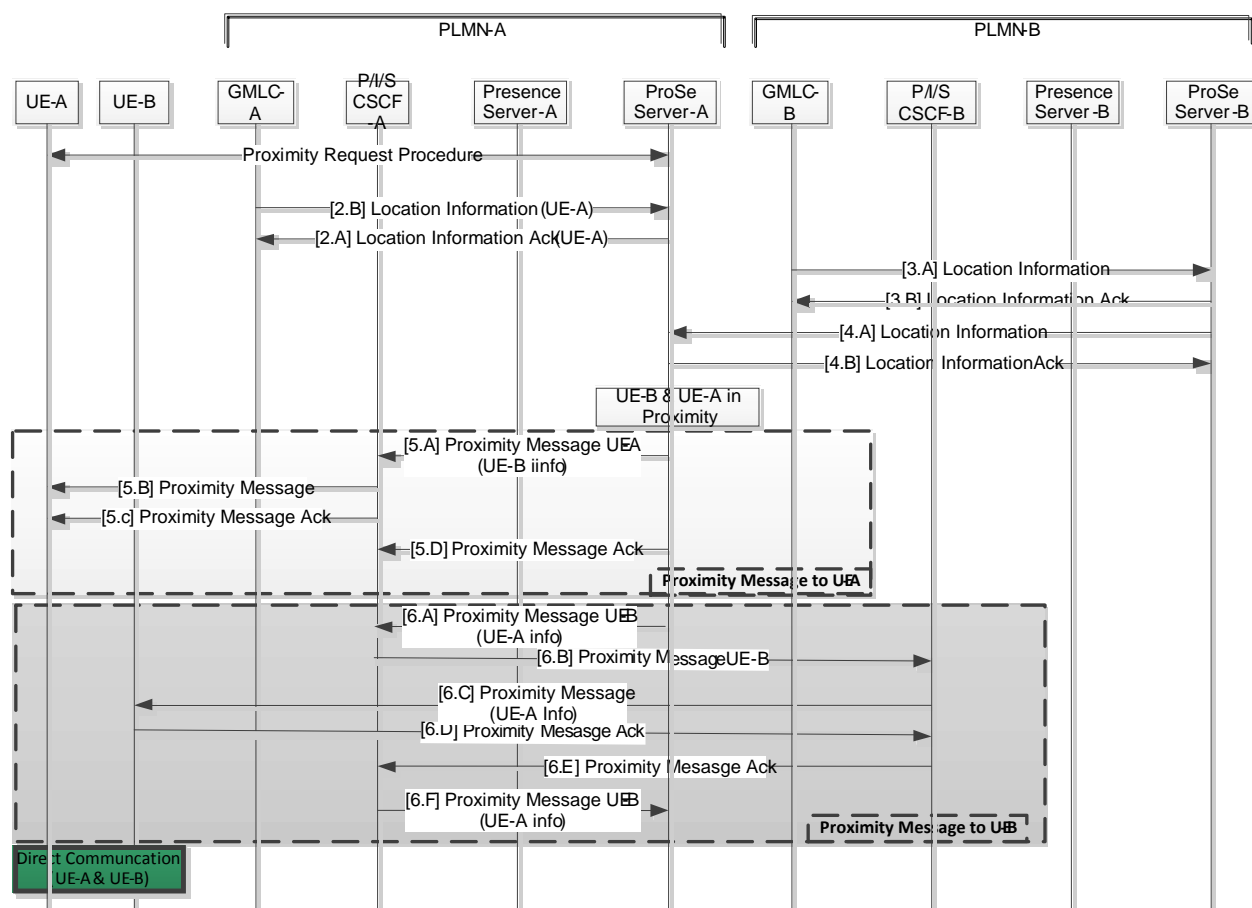 PLMN-A
PLMN-B
UE-A
UE-B
GMLC-
A
P/I/S
CSCF
-A
Presence
Server-A
ProSe
Server-A
GMLC-
B
P/I/S
CSCF-B
Presence
Server-B
ProSe
Server-B
Proximity Request Procedure
[2.B] Location Information (UE-A)
[2.A] Location Information Ack(UE-A)
[3.A] Location Information
[3.B] Location Information Ack
[4.A] Location Information
[4.B] Location InformationAck
UE-B & UE-A in
Proximity
[5.A] Proximity Message UE-A
(UE-B iinfo)
[5.B] Proximity Message
[5.c] Proximity Message Ack
[5.D] Proximity Message Ack
Proximity Message to UE-A
[6.A] Proximity Message UE-B
(UE-A info)
[6.B] Proximity MessageUE-B
[6.C] Proximity Message
(UE-A Info)
[6.D] Proximity Mesasge Ack
[6.E] Proximity Mesasge Ack
[6.F] Proximity Message UE-B
(UE-A info)
Proximity Message to UE-B
Direct Communcation
(UE-A & UE-B)